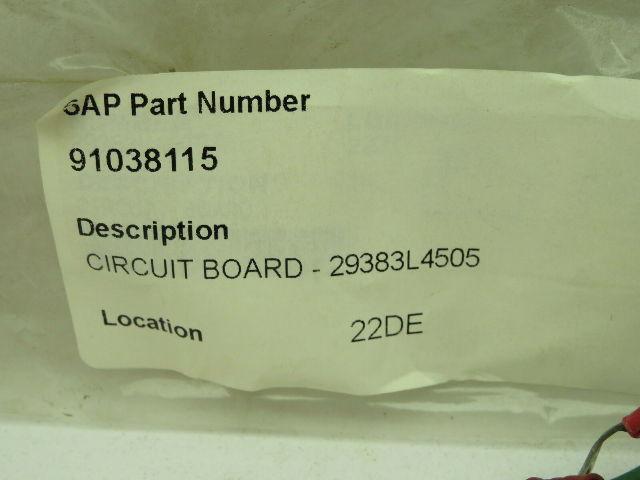 SAP Part Number
91038115
Description
CIRCUIT BOARD - 29383L4505
Location 22DE